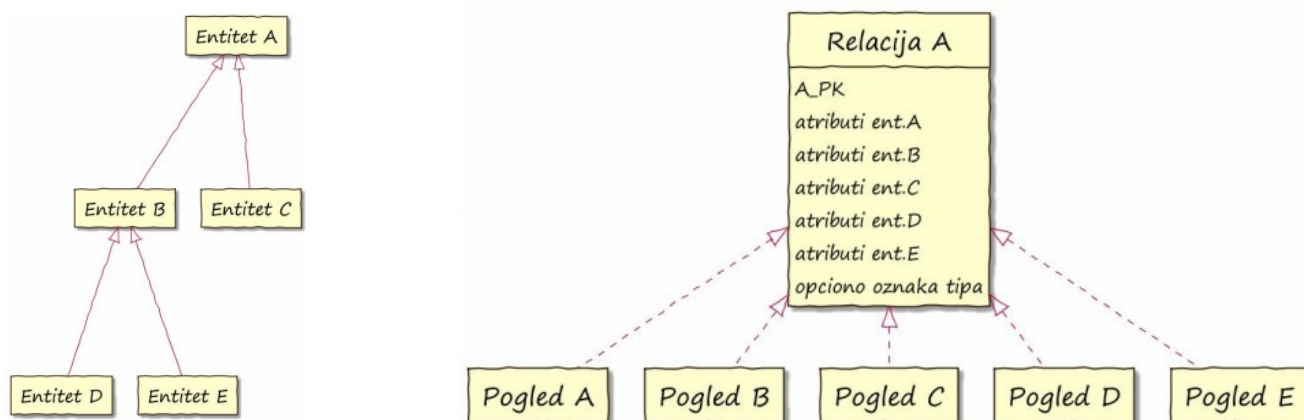 Entitet A
Entitet B
Entitet C
Entitet D
Entitet E
Relacija A
A_PK
atributi ent.A
atributi ent.B
atributi ent.C
atributi ent.D
atributi ent.E
opciono oznaka tipa
Pogled A
Pogled B
Pogled C
Pogled D
Pogled E